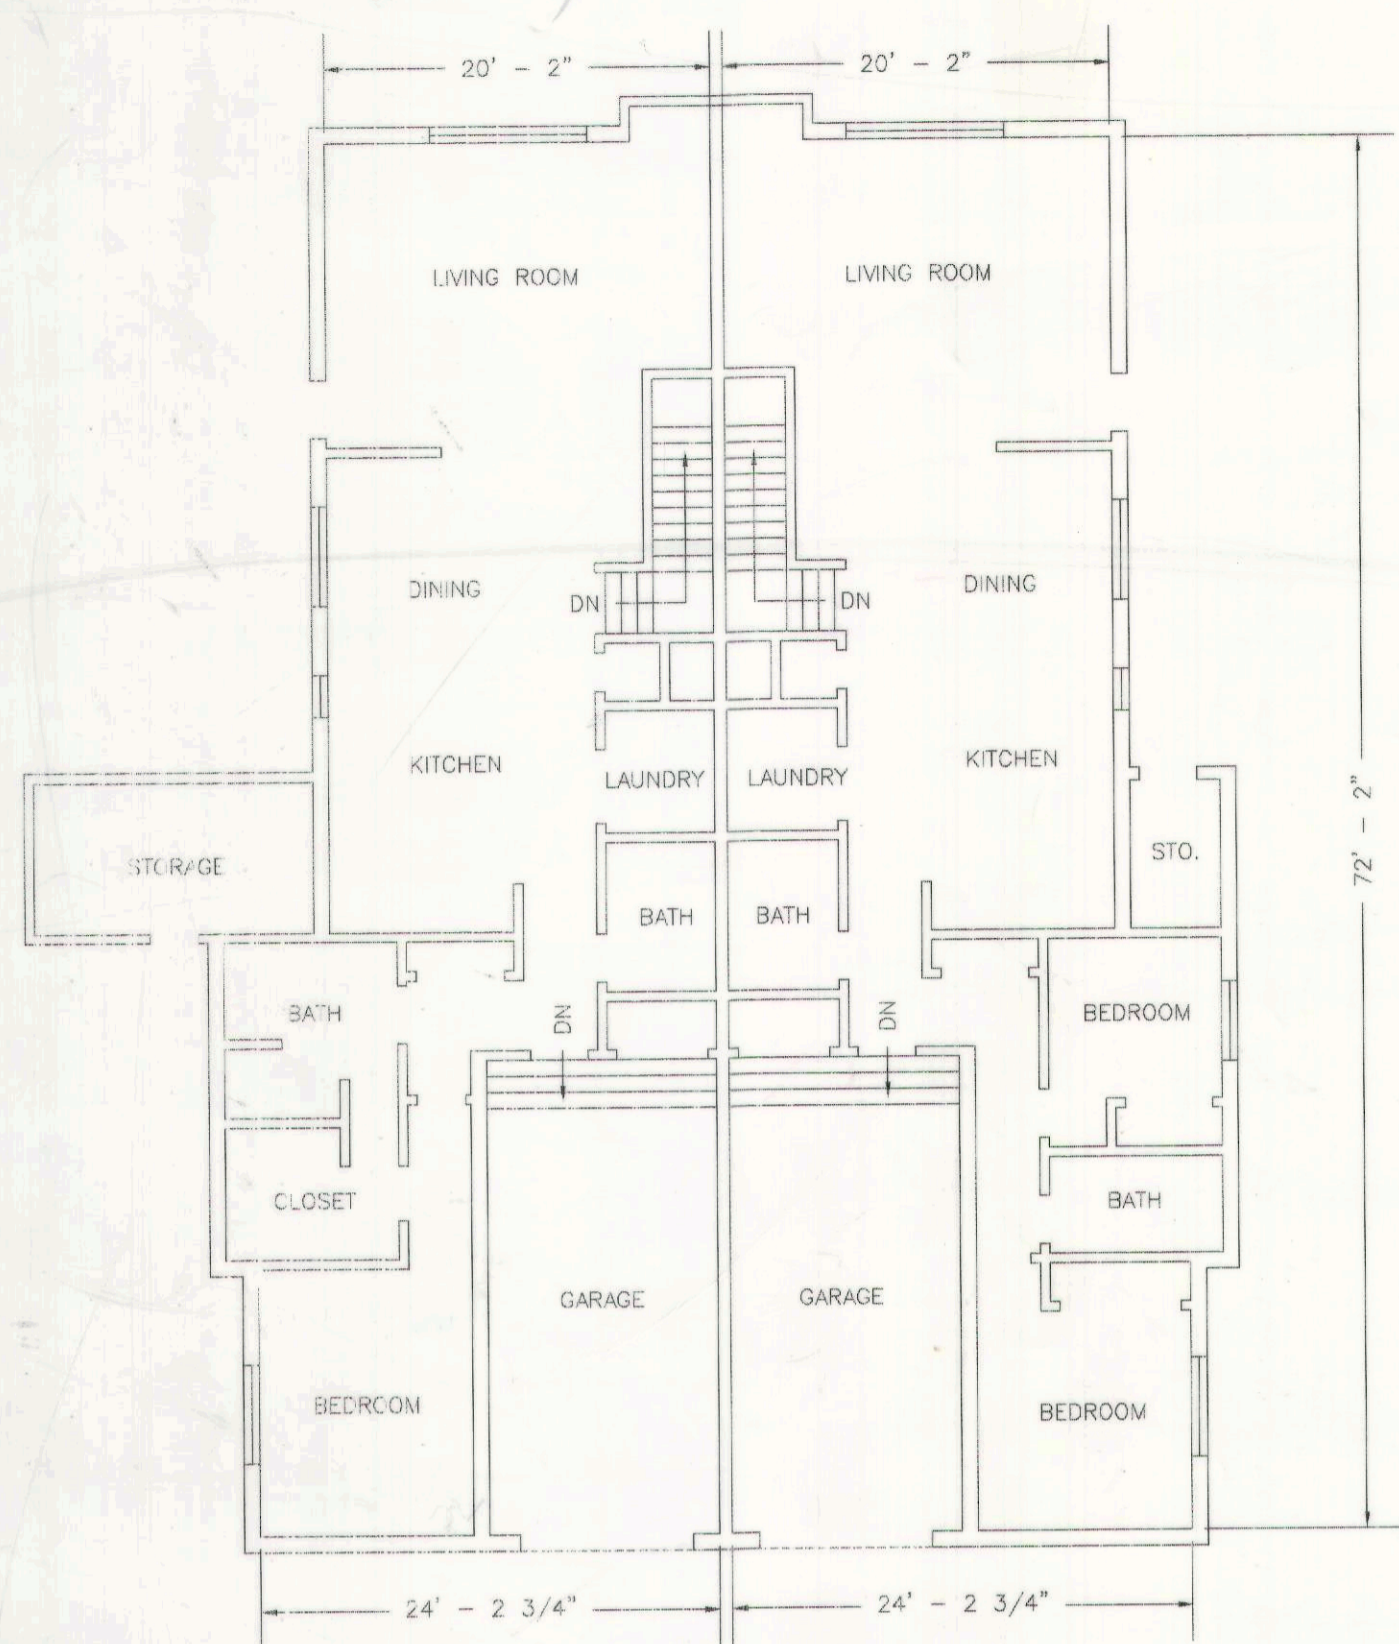 20' - 2"
20' - 2"
LIVING ROOM
LIVING ROOM
DINING
DN
DN
DINING
KITCHEN
LAUNDRY
LAUNDRY
KITCHEN
72' - 2"
STORAGE
STO.
BATH
BATH
BATH
DN
DN
BEDROOM
CLOSET
BATH
GARAGE
GARAGE
BEDROOM
BEDROOM
24' - 2 3/4"
24' - 2 3/4"